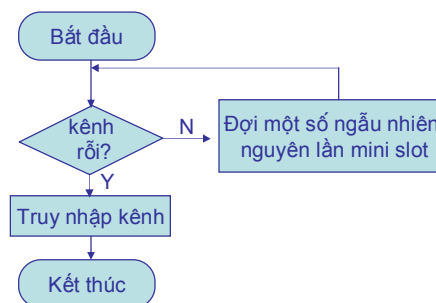 Bắt đầu
kênh
rỗi?
N
Đợi một số ngẫu nhiên
nguyên lần mini slot
Y
Truy nhập kênh
Kết thúc